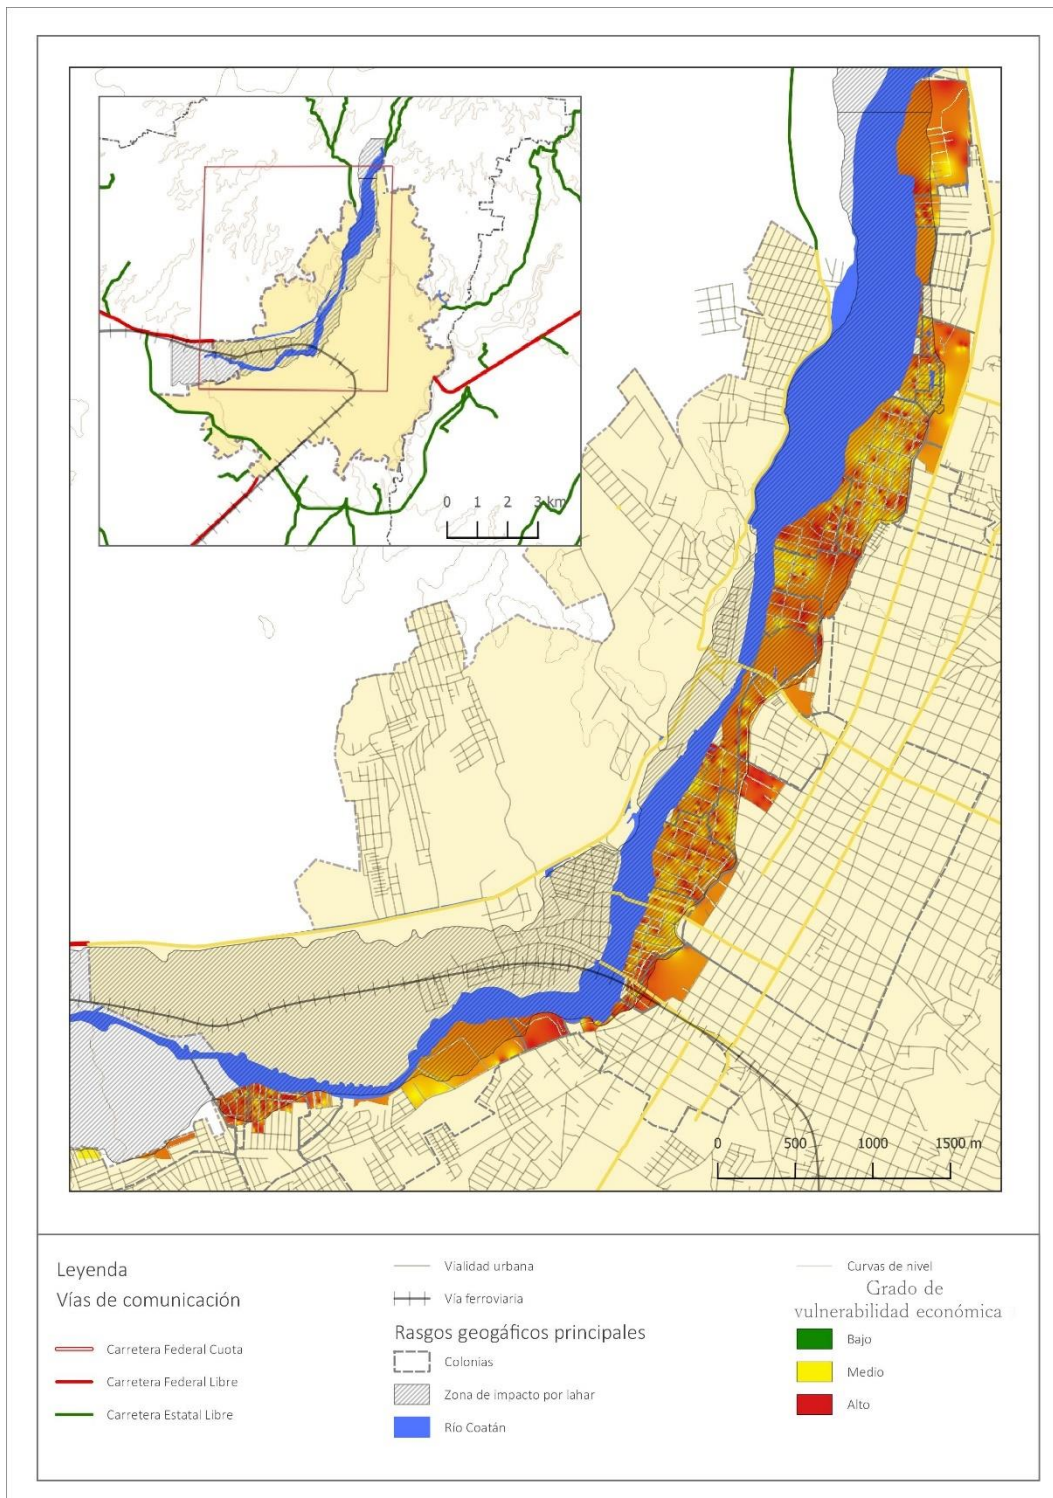 0 1 2 3 km
0 500 1000 1500 m
Leyenda
Vías de comunicación
Carretera Federal Cuota
Carretera Federal Libre
Carretera Estatal Libre
Vialidad urbana
Vía ferroviaria
Rasgos geogáficos principales
Colonias
Zona de impacto por lahar
Río Coatán
Curvas de nivel
Grado de
vulnerabilidad económica
Bajo
Medio
Alto